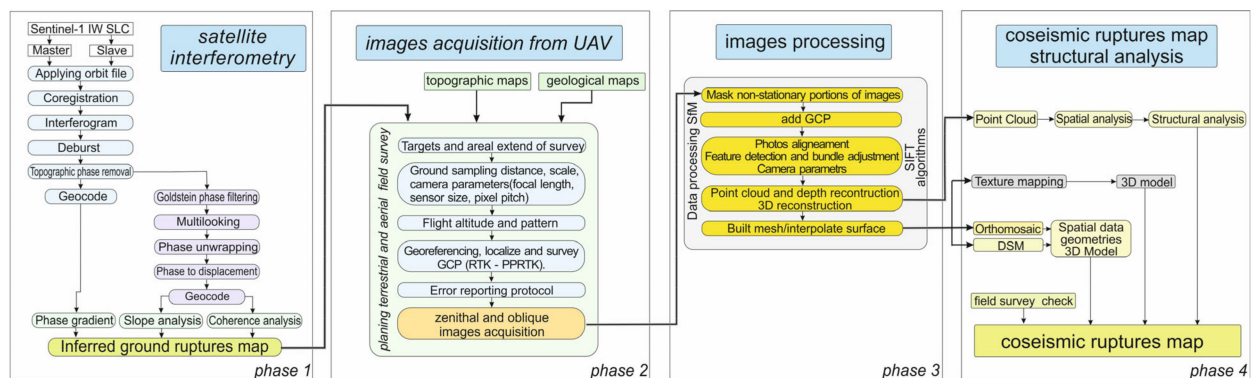 Sentinel-1 IW SLC
Master
Slave
satellite
interferometry
Applying orbit file
Coregistration
Interferogram
Deburst
Topographic phase removal
Geocode
Goldstein phase filtering
Multilooking
Phase unwrapping
Phase to displacement
Geocode
Phase gradient
Slope analysis
Coherence analysis
Inferred ground ruptures map
phase 1
images acquisition from UAV
topographic maps
geological maps
planing terrestrial and aerial field survey
Targets and areal extend of survey
Ground sampling distance, scale,
camera parameters(focal length,
sensor size, pixel pitch)
Flight altitude and pattern
Georeferencing, localize and survey
GCP (RTK - PPRTK).
Error reporting protocol
zenithal and oblique
images acquisition
phase 2
images processing
Data processing SfM
Mask non-stationary portions of images
add GCP
Photos aligneament
Feature detection and bundle adjustment
Camera parametrs
SIFT
algorithms
Point cloud and depth recontruction
3D reconstruction
Built mesh/interpolate surface
phase 3
coseismic ruptures map
structural analysis
Point Cloud
Spatial analysis
Structural analysis
Texture mapping
3D model
Orthomosaic
DSM
Spatial data
geometries
3D Model
field survey check
coseismic ruptures map
phase 4